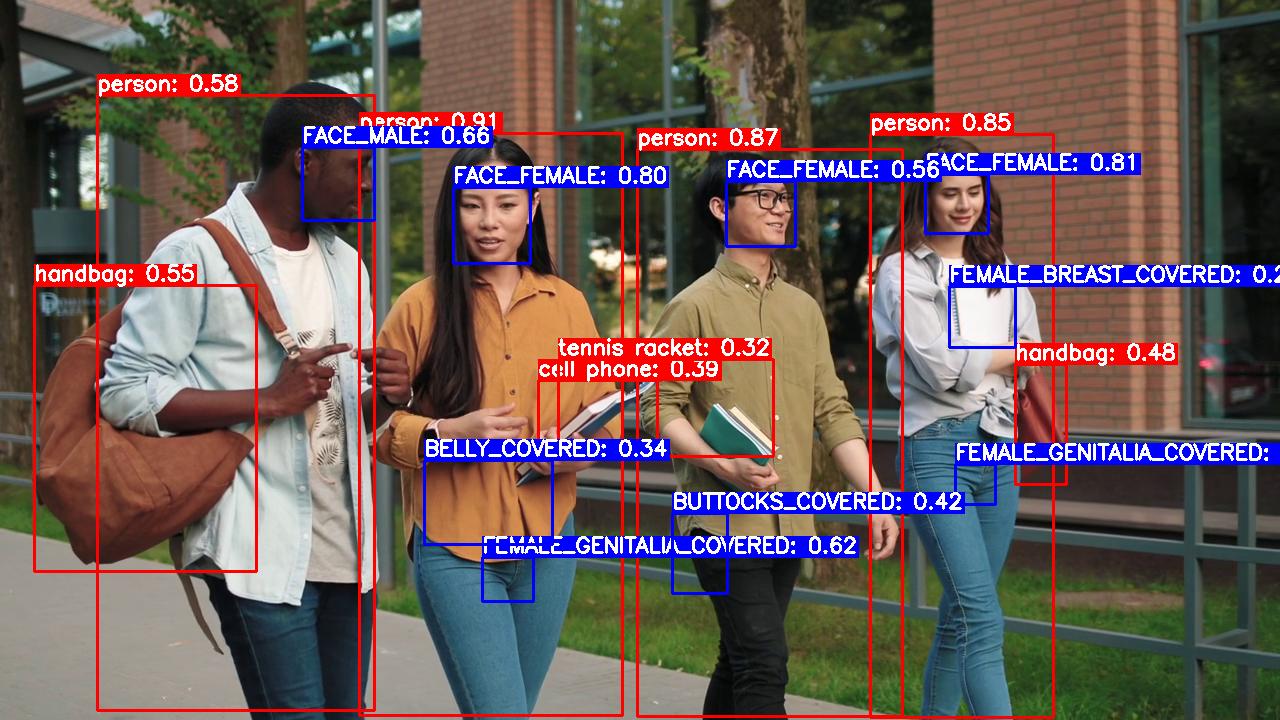 person: 0.58
person: 0.91
FACE_MALE: 0.66
person: 0.87
person: 0.85
FACE_FEMALE: 0.80
FACE_FEMALE: 0.56
FACE_FEMALE: 0.81
handbag: 0.55
FEMALE_BREAST_COVERED: 0.2
tennis racket: 0.32
handbag: 0.48
cell phone: 0.39
BELLY_COVERED: 0.34
FEMALE_GENITALIA_COVERED:
BUTTOCKS_COVERED: 0.42
FEMALE_GENITALIA_COVERED: 0.62